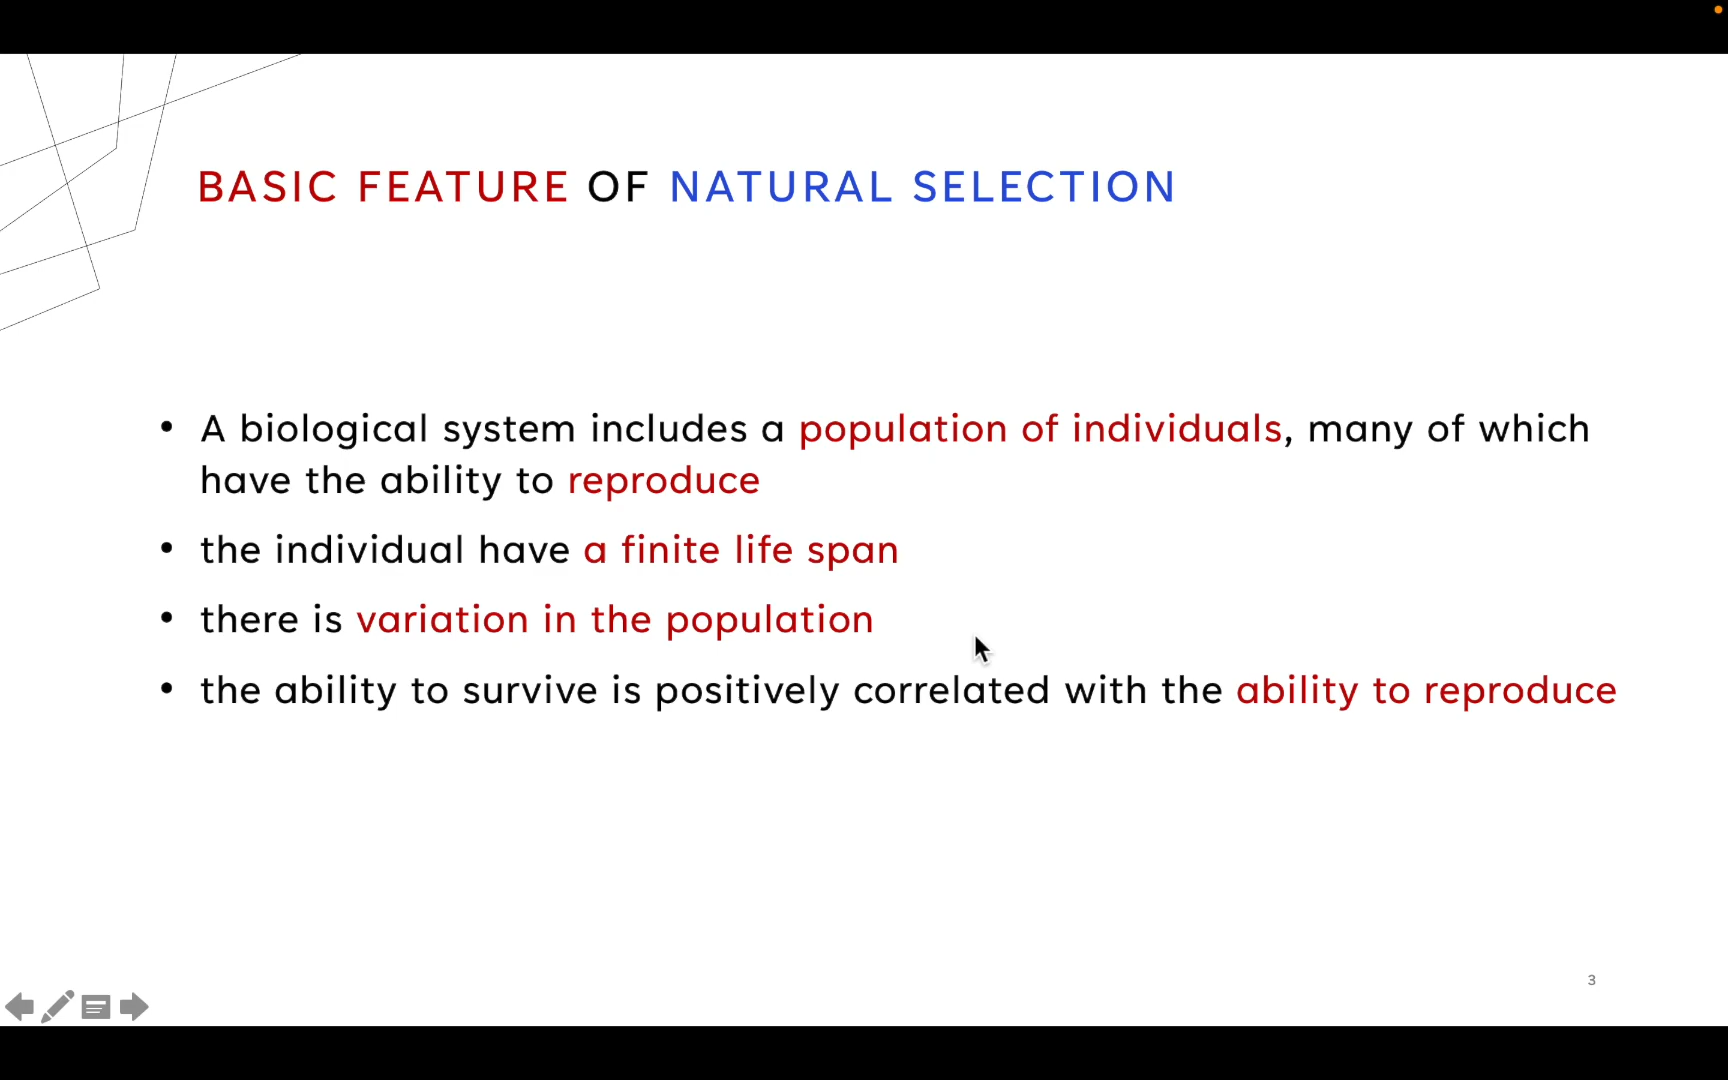 BASIC FEATURE OF NATURAL SELECTION
• A biological system includes a population of individuals, many of which
have the ability to reproduce
• the individual have a finite life span
• there is variation in the population
• the ability to survive is positively correlated with the ability to reproduce
3